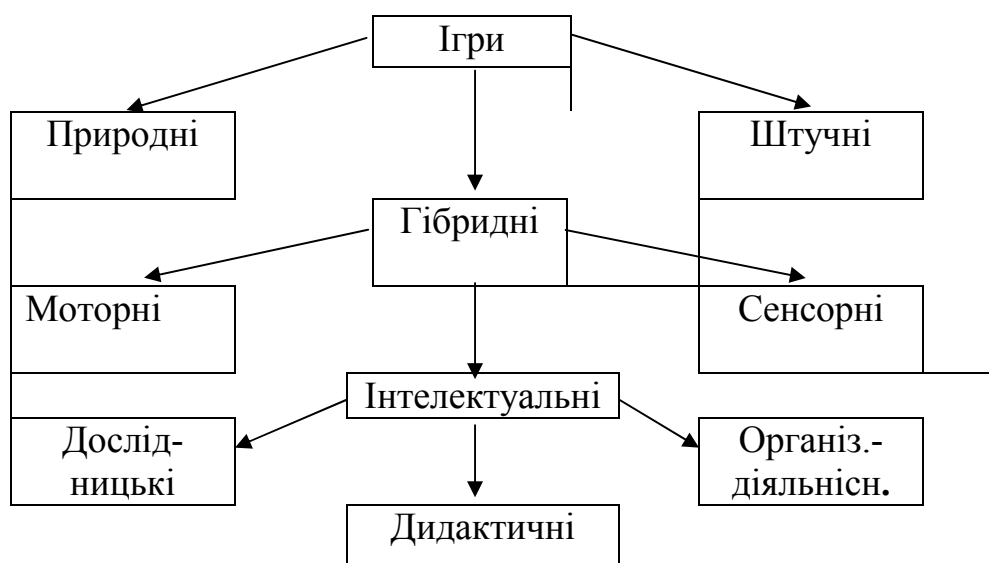 Ігри
Природні
Штучні
Гібридні
Моторні
Сенсорні
Інтелектуальні
Дослід-
ницькі
Організ.-
діяльнісн.
Дидактичні